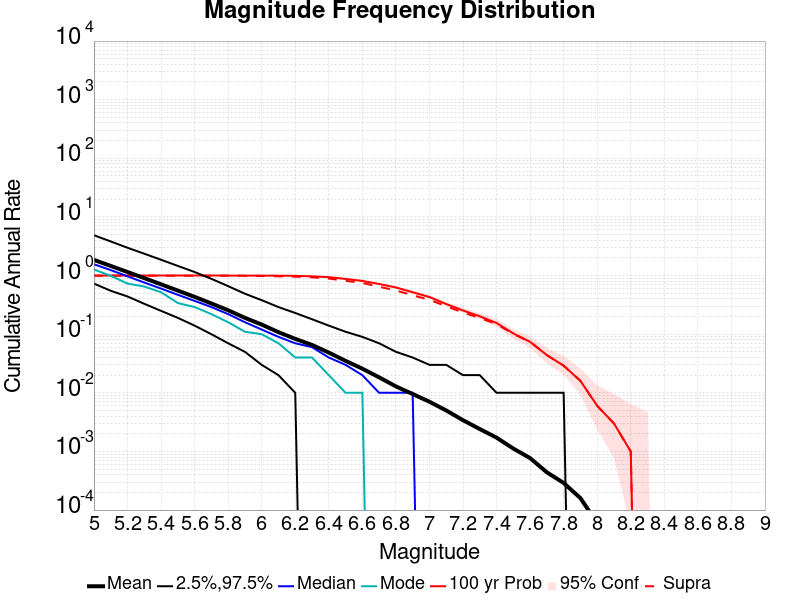 Magnitude Frequency Distribution
10^4
10^3
10^2
10^1
10^0
10^-1
10^-2
10^-3
10^-4
Cumulative Annual Rate
5 5.2 5.4 5.6 5.8 6 6.2 6.4 6.6 6.8 7 7.2 7.4 7.6 7.8 8 8.2 8.4 8.6 8.8 9
Magnitude
Mean 2.5%,97.5% Median Mode 100 yr Prob 95% Conf Supra